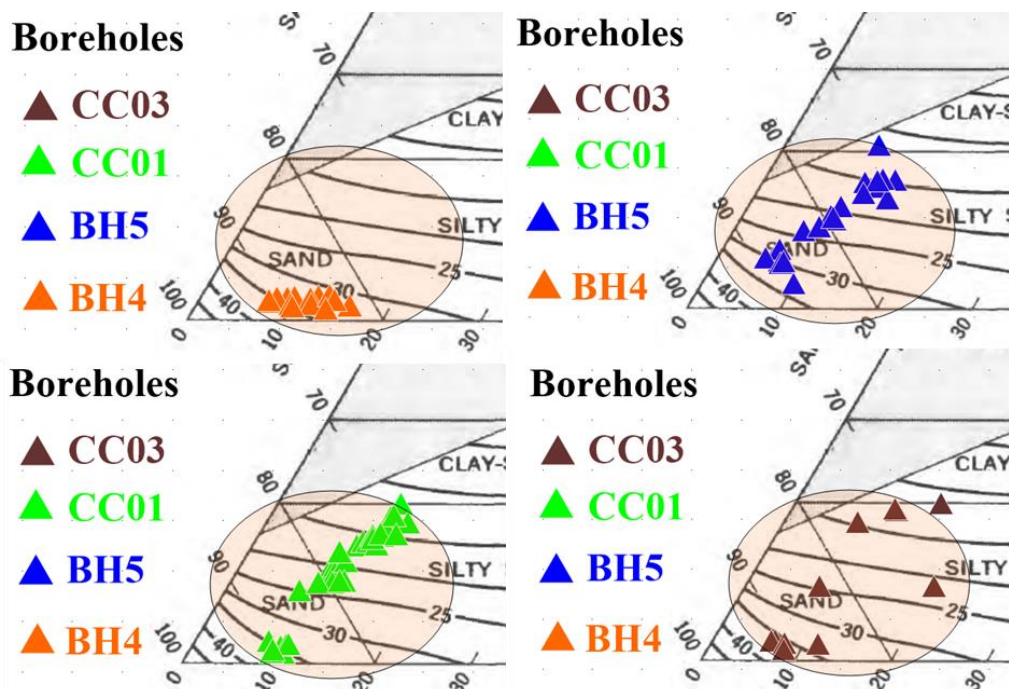 Boreholes
CC03
CC01
BH5
BH4
70
80
90
100
0
10
20
30
CLAY
SILTY
SAND
25
30
40
Boreholes
CC03
CC01
BH5
BH4
70
80
90
100
0
10
20
30
CLAY-S
SILTY S
SAND
25
30
40
Boreholes
CC03
CC01
BH5
BH4
70
80
90
100
0
10
20
30
CLAY-S
SILTY
SAND
25
30
40
Boreholes
CC03
CC01
BH5
BH4
SA
70
80
90
100
0
10
20
30
CLAY
SILTY
SAND
25
30
40